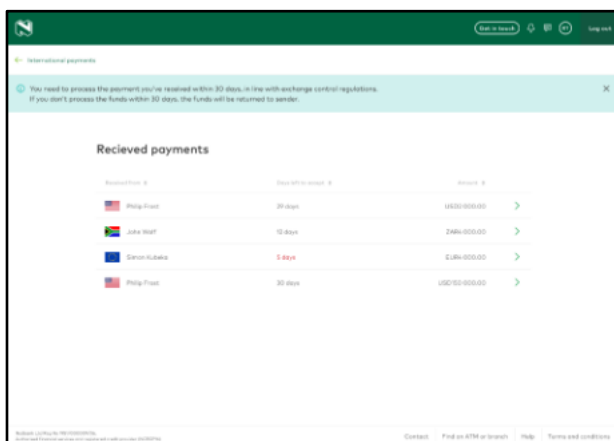 Get in touch
Log out
International payments
You need to process the payment you've received within 30 days, in line with exchange control regulations.
If you don't process the funds within 30 days, the funds will be returned to sender.
Recieved payments
Received from Days left to accept Amount
Philip Frost 29 days
John Wolf 10 days ZAR4 000.00
Simon Kubeka 5 days EUR4 000.00
Philip Frost 30 days USD150 000.00
Contact Find an ATM or branch Help Terms and conditions